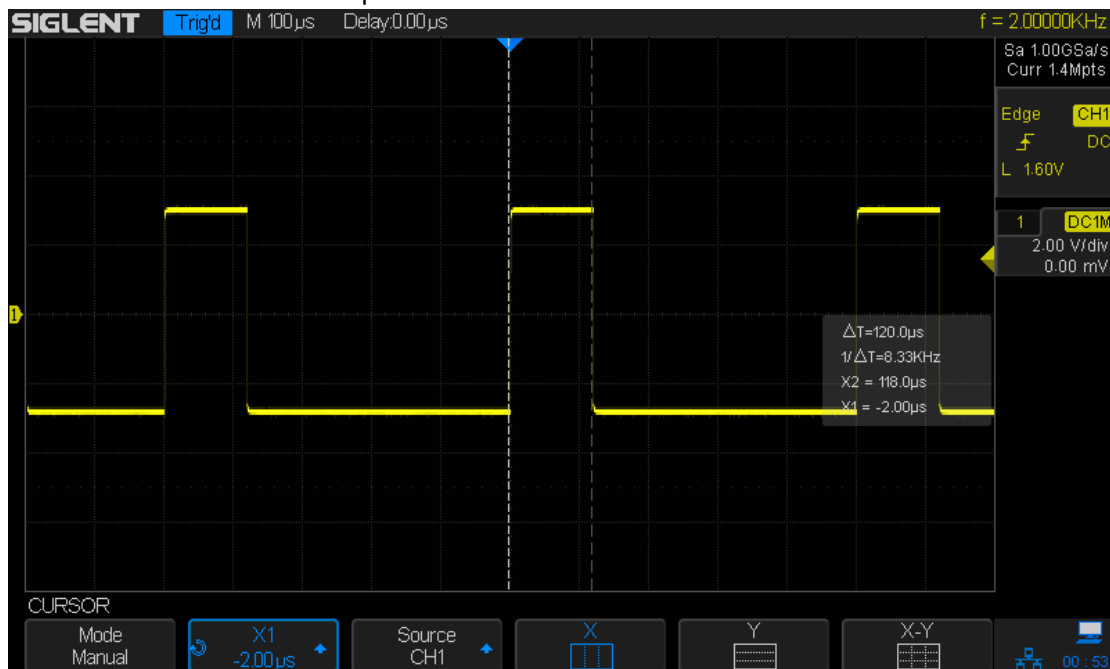 SIGLENT Trig'd M 100µs Delay:0.00µs f = 2.00000KHz
Sa 1.00GSa/s
Curr 1.4Mpts
Edge CH1
DC
L 1.60V
1 DC1M
2.00 V/div
0.00 mV
1
△T=120.0µs
1/△T=8.33KHz
X2 = 118.0µs
X1 = -2.00µs
CURSOR
Mode
Manual
X1
-2.00µs
Source
CH1
X
Y
X-Y
00 : 53